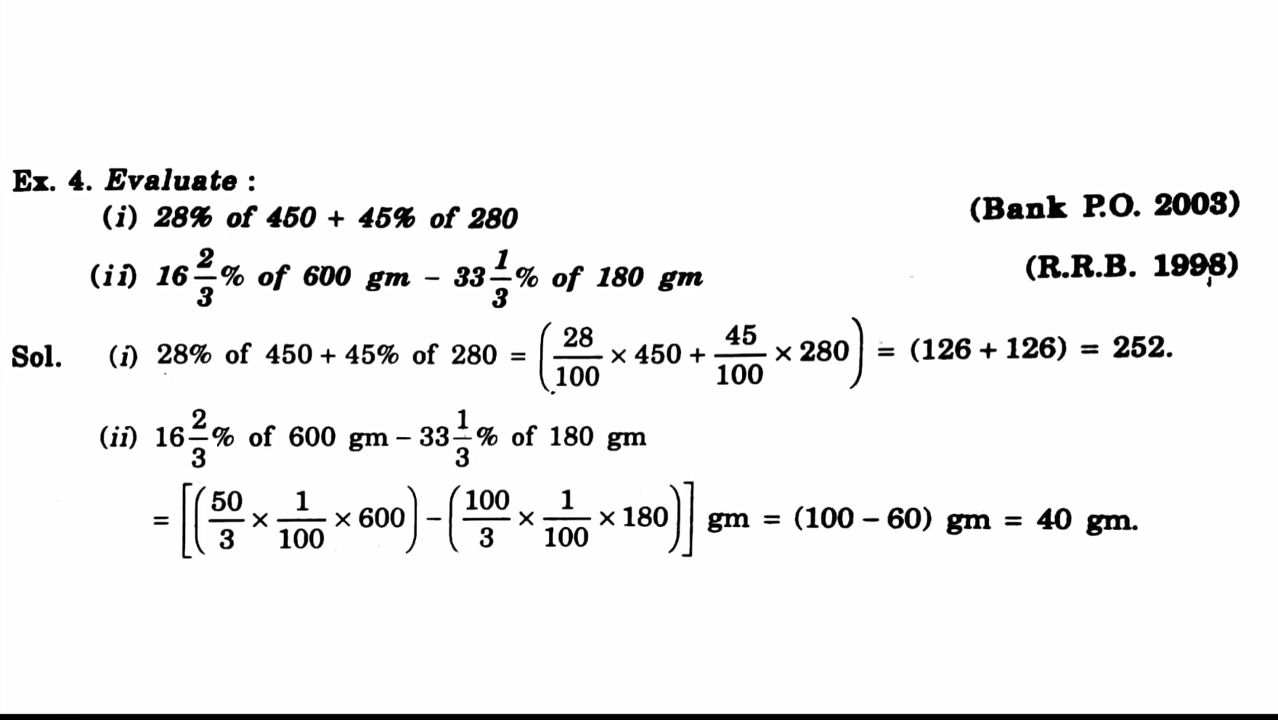 Ex. 4. Evaluate :
(i) 28% of 450 + 45% of 280 (Bank P.O. 2003)
(ii) 16 2/3 % of 600 gm – 33 1/3 % of 180 gm (R.R.B. 1998)
Sol. (i) 28% of 450 + 45% of 280 = (28/100 × 450 + 45/100 × 280) = (126 + 126) = 252.
(ii) 16 2/3 % of 600 gm – 33 1/3 % of 180 gm
= [(50/3 × 1/100 × 600) – (100/3 × 1/100 × 180)] gm = (100 – 60) gm = 40 gm.